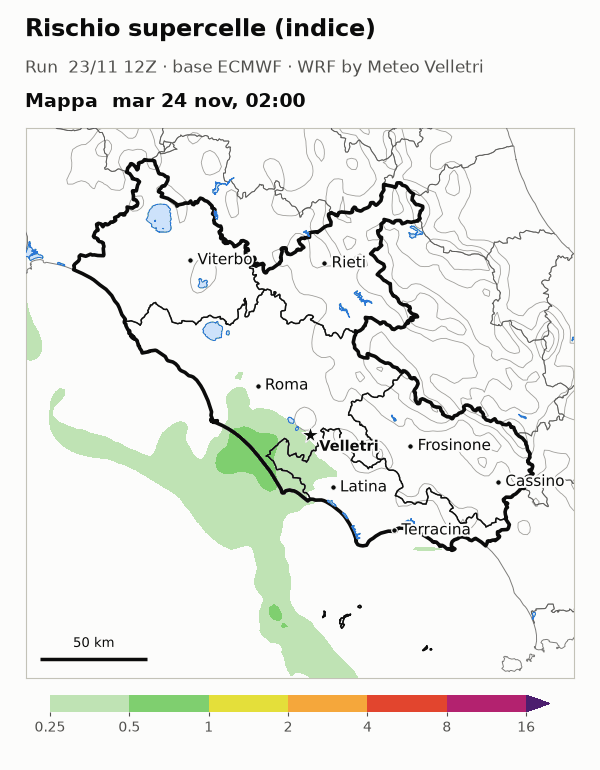 Rischio supercelle (indice)
Run  23/11 12Z · base ECMWF · WRF by Meteo Velletri
Mappa  mar 24 nov, 02:00
Viterbo
Rieti
Roma
Velletri
Frosinone
Cassino
Latina
Terracina
50 km
0.25 0.5 1 2 4 8 16